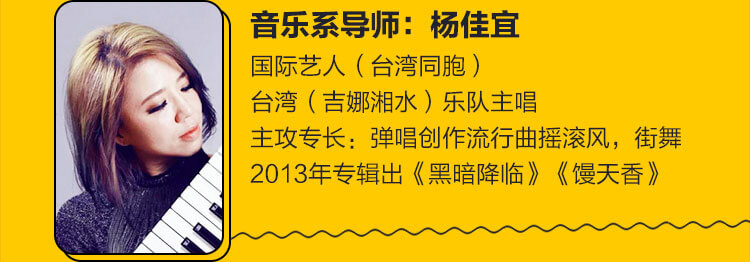 音乐系导师：杨佳宜
国际艺人（台湾同胞）
台湾（吉娜湘水）乐队主唱
主攻专长：弹唱创作流行曲摇滚风，街舞
2013年专辑出《黑暗降临》《馒天香》